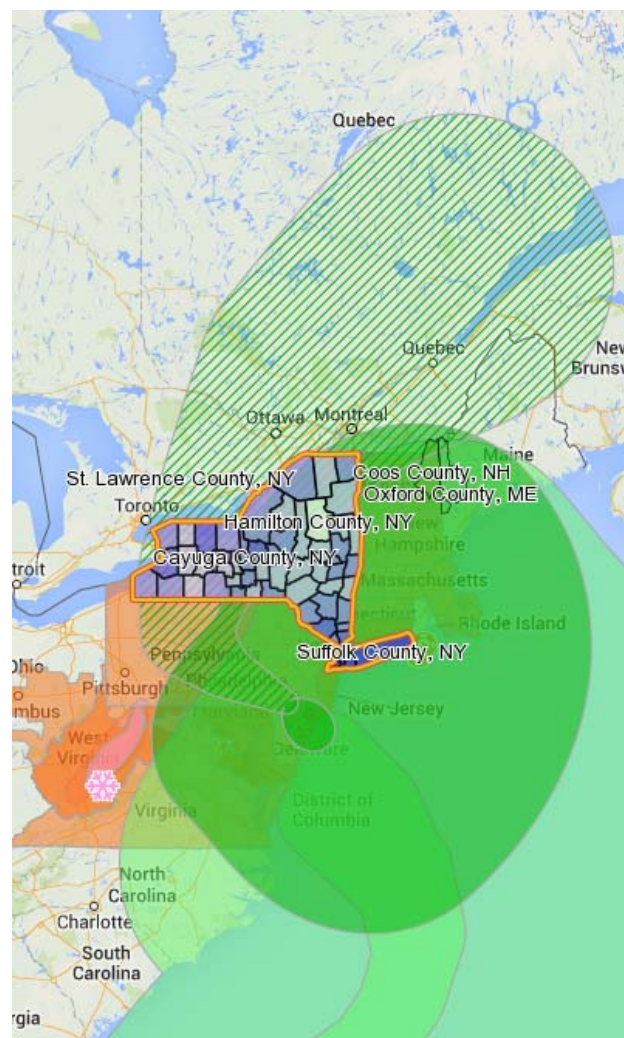 Quebec
Quebec
New
Brunsw
Ottawa
Montreal
Maine
St. Lawrence County, NY
Coos County, NH
Oxford County, ME
Toronto
Hamilton County, NY
New
Hampshire
Cayuga County, NY
troit
Massachusetts
necticut
Rhode Island
Ohio
Pennsylvania
Suffolk County, NY
Pittsburgh
Philadelphia
mbus
Maryland
New Jersey
West
Virginia
Delaware
Virginia
District of
Columbia
North
Carolina
Charlotte
South
Carolina
rgia